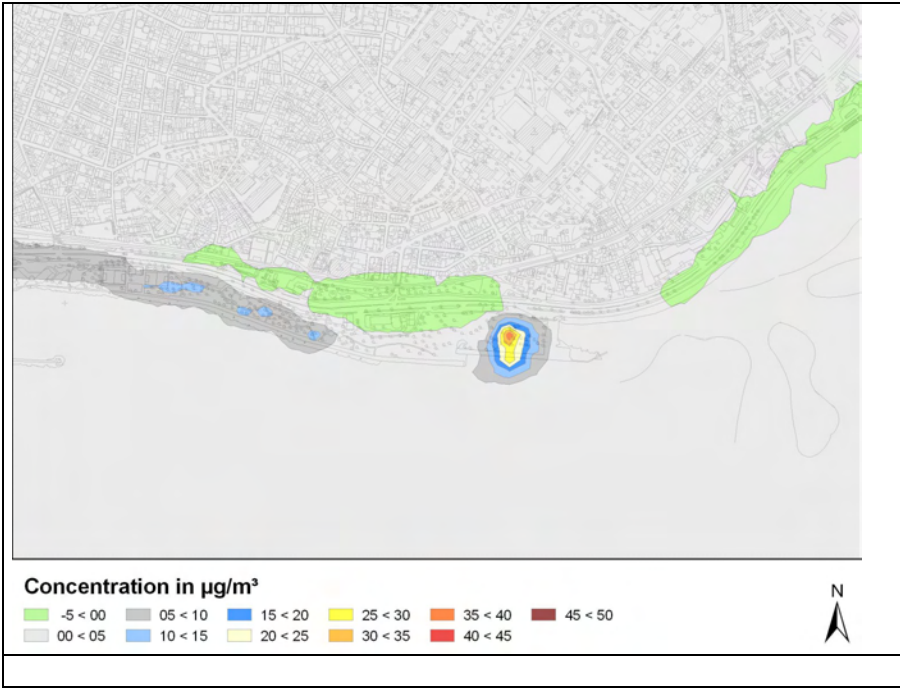 Concentration in µg/m³
-5 < 00 05 < 10 15 < 20 25 < 30 35 < 40 45 < 50
00 < 05 10 < 15 20 < 25 30 < 35 40 < 45
N